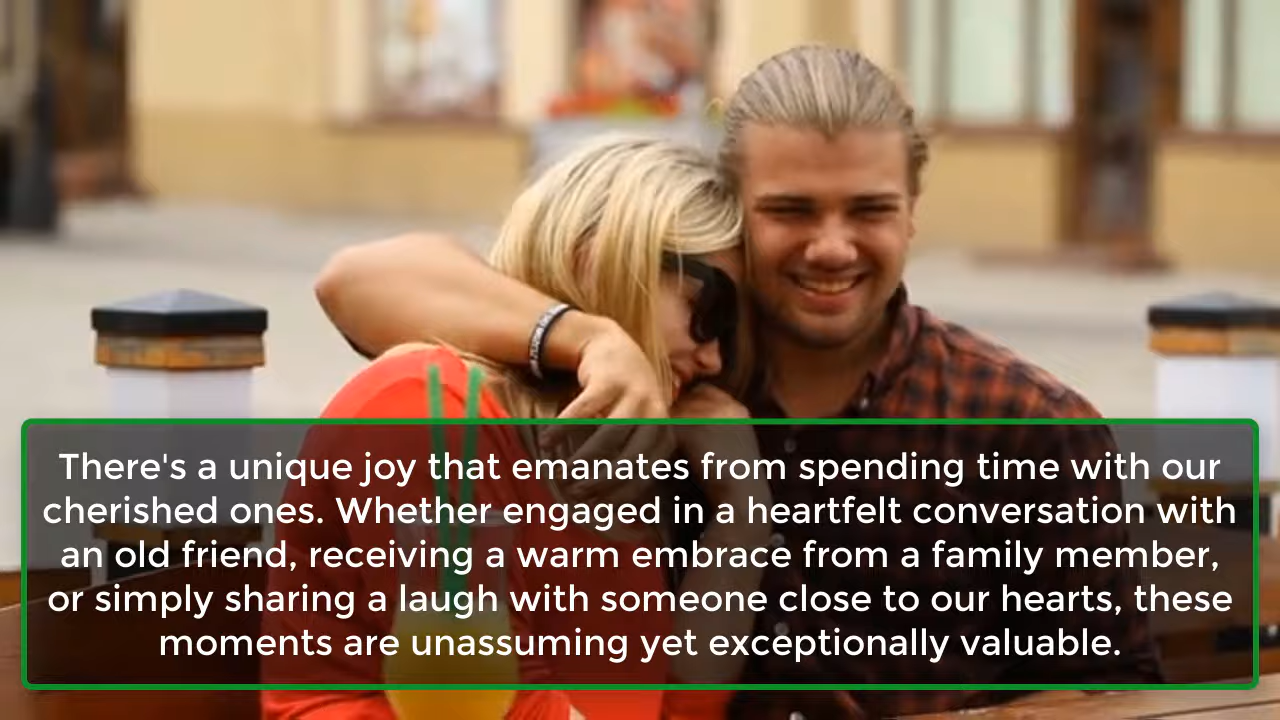 There's a unique joy that emanates from spending time with our
cherished ones. Whether engaged in a heartfelt conversation with
an old friend, receiving a warm embrace from a family member,
or simply sharing a laugh with someone close to our hearts, these
moments are unassuming yet exceptionally valuable.